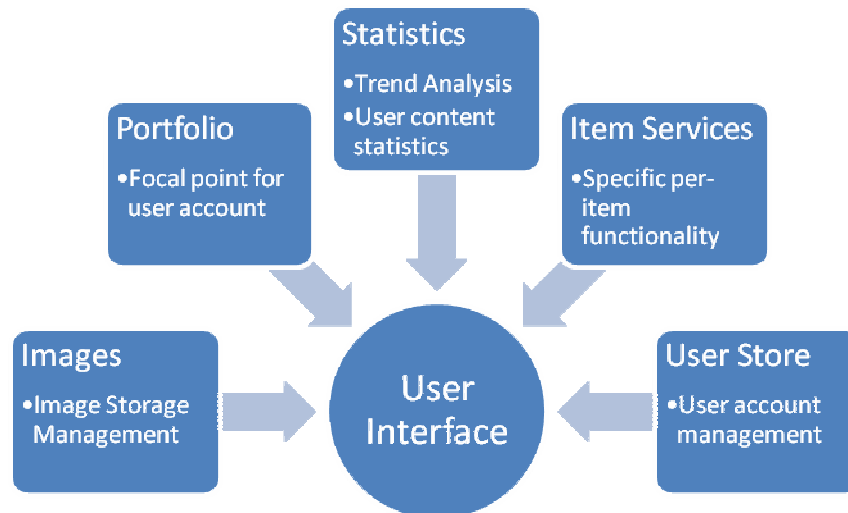 Statistics
•Trend Analysis
•User content
statistics
Portfolio
•Focal point for
user account
Item Services
•Specific per-
item
functionality
Images
•Image Storage
Management
User Store
•User account
management
User
Interface